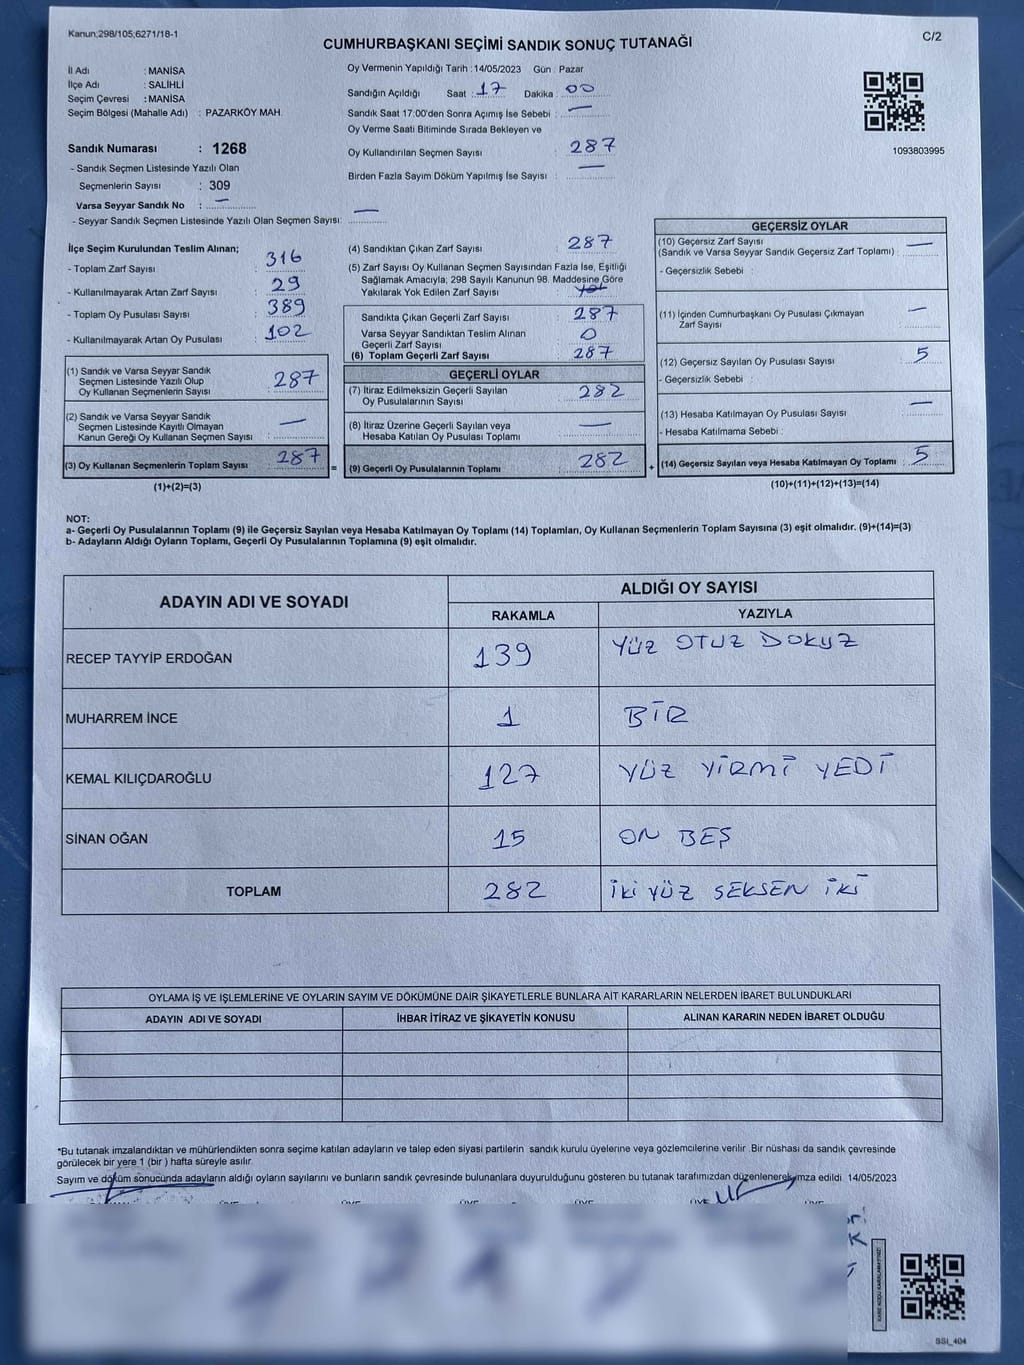 Kanun:298/105;6271/18-1
C/2
CUMHURBAŞKANI SEÇİMİ SANDIK SONUÇ TUTANAĞI
İl Adı : MANİSA
İlçe Adı : SALİHLİ
Seçim Çevresi : MANİSA
Seçim Bölgesi (Mahalle Adı) : PAZARKÖY MAH.
Sandık Numarası : 1268
- Sandık Seçmen Listesinde Yazılı Olan
Seçmenlerin Sayısı : 309
Varsa Seyyar Sandık No : —
- Seyyar Sandık Seçmen Listesinde Yazılı Olan Seçmen Sayısı: —
Oy Vermenin Yapıldığı Tarih :14/05/2023 Gün : Pazar
Sandığın Açıldığı Saat : 17 Dakika : 00
Sandık Saat 17:00'den Sonra Açımış İse Sebebi : —
Oy Verme Saati Bitiminde Sırada Bekleyen ve
Oy Kullandırılan Seçmen Sayısı : 287
Birden Fazla Sayım Döküm Yapılmış İse Sayısı : —
1093803995
İlçe Seçim Kurulundan Teslim Alınan;
- Toplam Zarf Sayısı : 316
- Kullanılmayarak Artan Zarf Sayısı : 29
- Toplam Oy Pusulası Sayısı : 389
- Kullanılmayarak Artan Oy Pusulası : 102
(1) Sandık ve Varsa Seyyar Sandık
Seçmen Listesinde Yazılı Olup
Oy Kullanan Seçmenlerin Sayısı : 287
(2) Sandık ve Varsa Seyyar Sandık
Seçmen Listesinde Kayıtlı Olmayan
Kanun Gereği Oy Kullanan Seçmen Sayısı : —
(3) Oy Kullanan Seçmenlerin Toplam Sayısı : 287
(1)+(2)=(3)
=
(4) Sandıktan Çıkan Zarf Sayısı : 287
(5) Zarf Sayısı Oy Kullanan Seçmen Sayısından Fazla İse, Eşitliği
Sağlamak Amacıyla; 298 Sayılı Kanunun 98. Maddesine Göre
Yakılarak Yok Edilen Zarf Sayısı :
Sandıkta Çıkan Geçerli Zarf Sayısı : 287
Varsa Seyyar Sandıktan Teslim Alınan
Geçerli Zarf Sayısı : 0
(6) Toplam Geçerli Zarf Sayısı : 287
GEÇERLİ OYLAR
(7) İtiraz Edilmeksizin Geçerli Sayılan
Oy Pusulalarının Sayısı : 282
(8) İtiraz Üzerine Geçerli Sayılan veya
Hesaba Katılan Oy Pusulası Toplamı : —
(9) Geçerli Oy Pusulalarının Toplamı : 282
+
GEÇERSİZ OYLAR
(10) Geçersiz Zarf Sayısı
(Sandık ve Varsa Seyyar Sandık Geçersiz Zarf Toplamı) : —
- Geçersizlik Sebebi :
(11) İçinden Cumhurbaşkanı Oy Pusulası Çıkmayan
Zarf Sayısı : —
(12) Geçersiz Sayılan Oy Pusulası Sayısı : 5
- Geçersizlik Sebebi :
(13) Hesaba Katılmayan Oy Pusulası Sayısı : —
- Hesaba Katılmama Sebebi :
(14) Geçersiz Sayılan veya Hesaba Katılmayan Oy Toplamı : 5
(10)+(11)+(12)+(13)=(14)
NOT:
a- Geçerli Oy Pusulalarının Toplamı (9) ile Geçersiz Sayılan veya Hesaba Katılmayan Oy Toplamı (14) Toplamları, Oy Kullanan Seçmenlerin Toplam Sayısına (3) eşit olmalıdır. (9)+(14)=(3)
b- Adayların Aldığı Oyların Toplamı, Geçerli Oy Pusulalarının Toplamına (9) eşit olmalıdır.
ADAYIN ADI VE SOYADI
ALDIĞI OY SAYISI
RAKAMLA YAZIYLA
RECEP TAYYİP ERDOĞAN 139 YÜZ OTUZ DOKUZ
MUHARREM İNCE 1 BİR
KEMAL KILIÇDAROĞLU 127 YÜZ YİRMİ YEDİ
SİNAN OĞAN 15 ON BEŞ
TOPLAM 282 İKİ YÜZ SEKSEN İKİ
OYLAMA İŞ VE İŞLEMLERİNE VE OYLARIN SAYIM VE DÖKÜMÜNE DAİR ŞİKAYETLERLE BUNLARA AİT KARARLARIN NELERDEN İBARET BULUNDUKLARI
ADAYIN ADI VE SOYADI İHBAR İTİRAZ VE ŞİKAYETİN KONUSU ALINAN KARARIN NEDEN İBARET OLDUĞU
*Bu tutanak imzalandıktan ve mühürlendikten sonra seçime katılan adayların ve talep eden siyasi partilerin sandık kurulu üyelerine veya gözlemcilerine verilir. Bir nüshası da sandık çevresinde
görülecek bir yere 1 (bir) hafta süreyle asılır.
Sayım ve döküm sonucunda adayların aldığı oyların sayılarını ve bunların sandık çevresinde bulunanlara duyurulduğunu gösteren bu tutanak tarafımızdan düzenlenerek imza edildi. 14/05/2023
SSİ_404